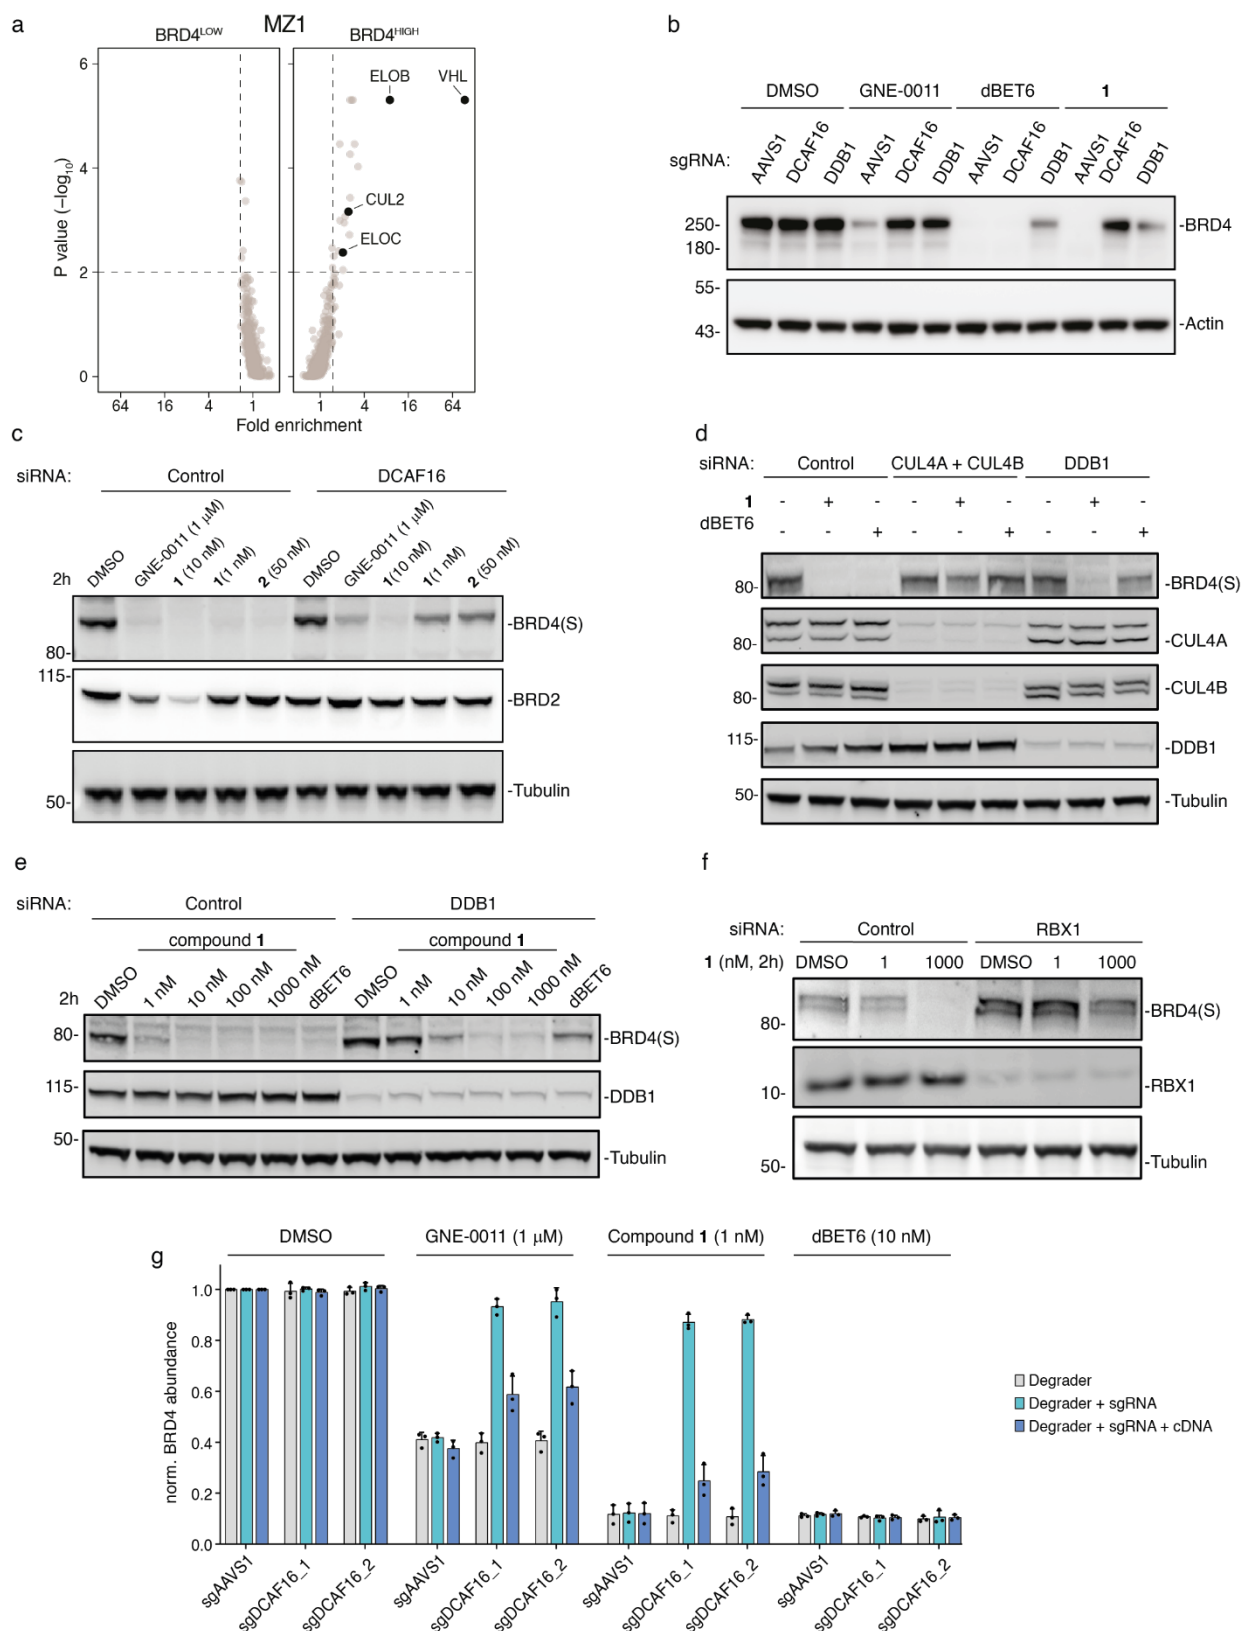 a
MZ1
BRD4LOW
BRD4HIGH
P value (−log10)
6
4
2
0
ELOB
VHL
CUL2
ELOC
64 16 4 1
1 4 16 64
Fold enrichment
b
DMSO GNE-0011 dBET6 1
sgRNA: AAVS1 DCAF16 DDB1 AAVS1 DCAF16 DDB1 AAVS1 DCAF16 DDB1 AAVS1 DCAF16 DDB1
250- -BRD4
180-
55-
43- -Actin
c
siRNA: Control DCAF16
2h DMSO GNE-0011 (1 μM) 1 (10 nM) 1(1 nM) 2 (50 nM) DMSO GNE-0011 (1 μM) 1(10 nM) 1(1 nM) 2 (50 nM)
-BRD4(S)
80-
115-
-BRD2
50- -Tubulin
d
siRNA: Control CUL4A + CUL4B DDB1
1 - + - - + - - + -
dBET6 - - + - - + - - +
80- -BRD4(S)
80- -CUL4A
80- -CUL4B
115- -DDB1
50- -Tubulin
e
siRNA: Control DDB1
compound 1 compound 1
2h DMSO 1 nM 10 nM 100 nM 1000 nM dBET6 DMSO 1 nM 10 nM 100 nM 1000 nM dBET6
80- -BRD4(S)
115- -DDB1
50- -Tubulin
f
siRNA: Control RBX1
1 (nM, 2h) DMSO 1 1000 DMSO 1 1000
80- -BRD4(S)
10- -RBX1
50- -Tubulin
g
DMSO GNE-0011 (1 μM) Compound 1 (1 nM) dBET6 (10 nM)
norm. BRD4 abundance
1.0
0.8
0.6
0.4
0.2
0.0
sgAAVS1 sgDCAF16_1 sgDCAF16_2 sgAAVS1 sgDCAF16_1 sgDCAF16_2 sgAAVS1 sgDCAF16_1 sgDCAF16_2 sgAAVS1 sgDCAF16_1 sgDCAF16_2
Degrader
Degrader + sgRNA
Degrader + sgRNA + cDNA